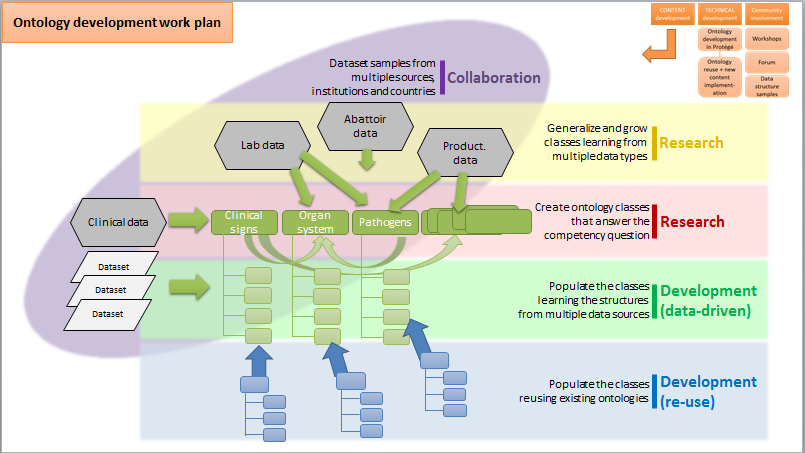 Ontology development work plan
CONTENT
development
TECHNICAL
development
Community
involvement
Ontology
development
in Protégé
Ontology
reuse + new
content
implement-
ation
Workshops
Forum
Data
structure
samples
Dataset samples from
multiple sources,
institutions and countries
Collaboration
Lab data
Abattoir
data
Product.
data
Generalize and grow
classes learning from
multiple data types
Research
Clinical data
Clinical
signs
Organ
system
Pathogens
Create ontology classes
that answer the
competency question
Research
Dataset
Dataset
Dataset
Populate the classes
learning the structures
from multiple data sources
Development
(data-driven)
Populate the classes
reusing existing ontologies
Development
(re-use)